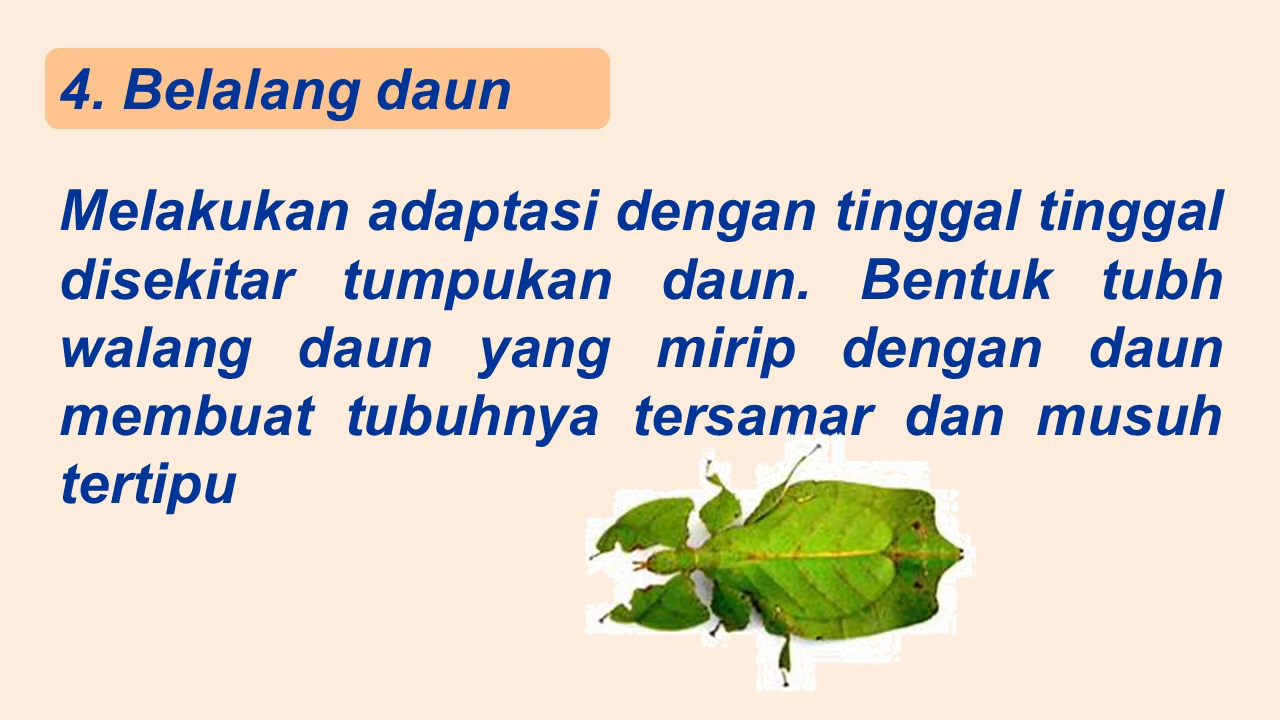 4. Belalang daun
Melakukan adaptasi dengan tinggal tinggal
disekitar tumpukan daun. Bentuk tubh
walang daun yang mirip dengan daun
membuat tubuhnya tersamar dan musuh
tertipu